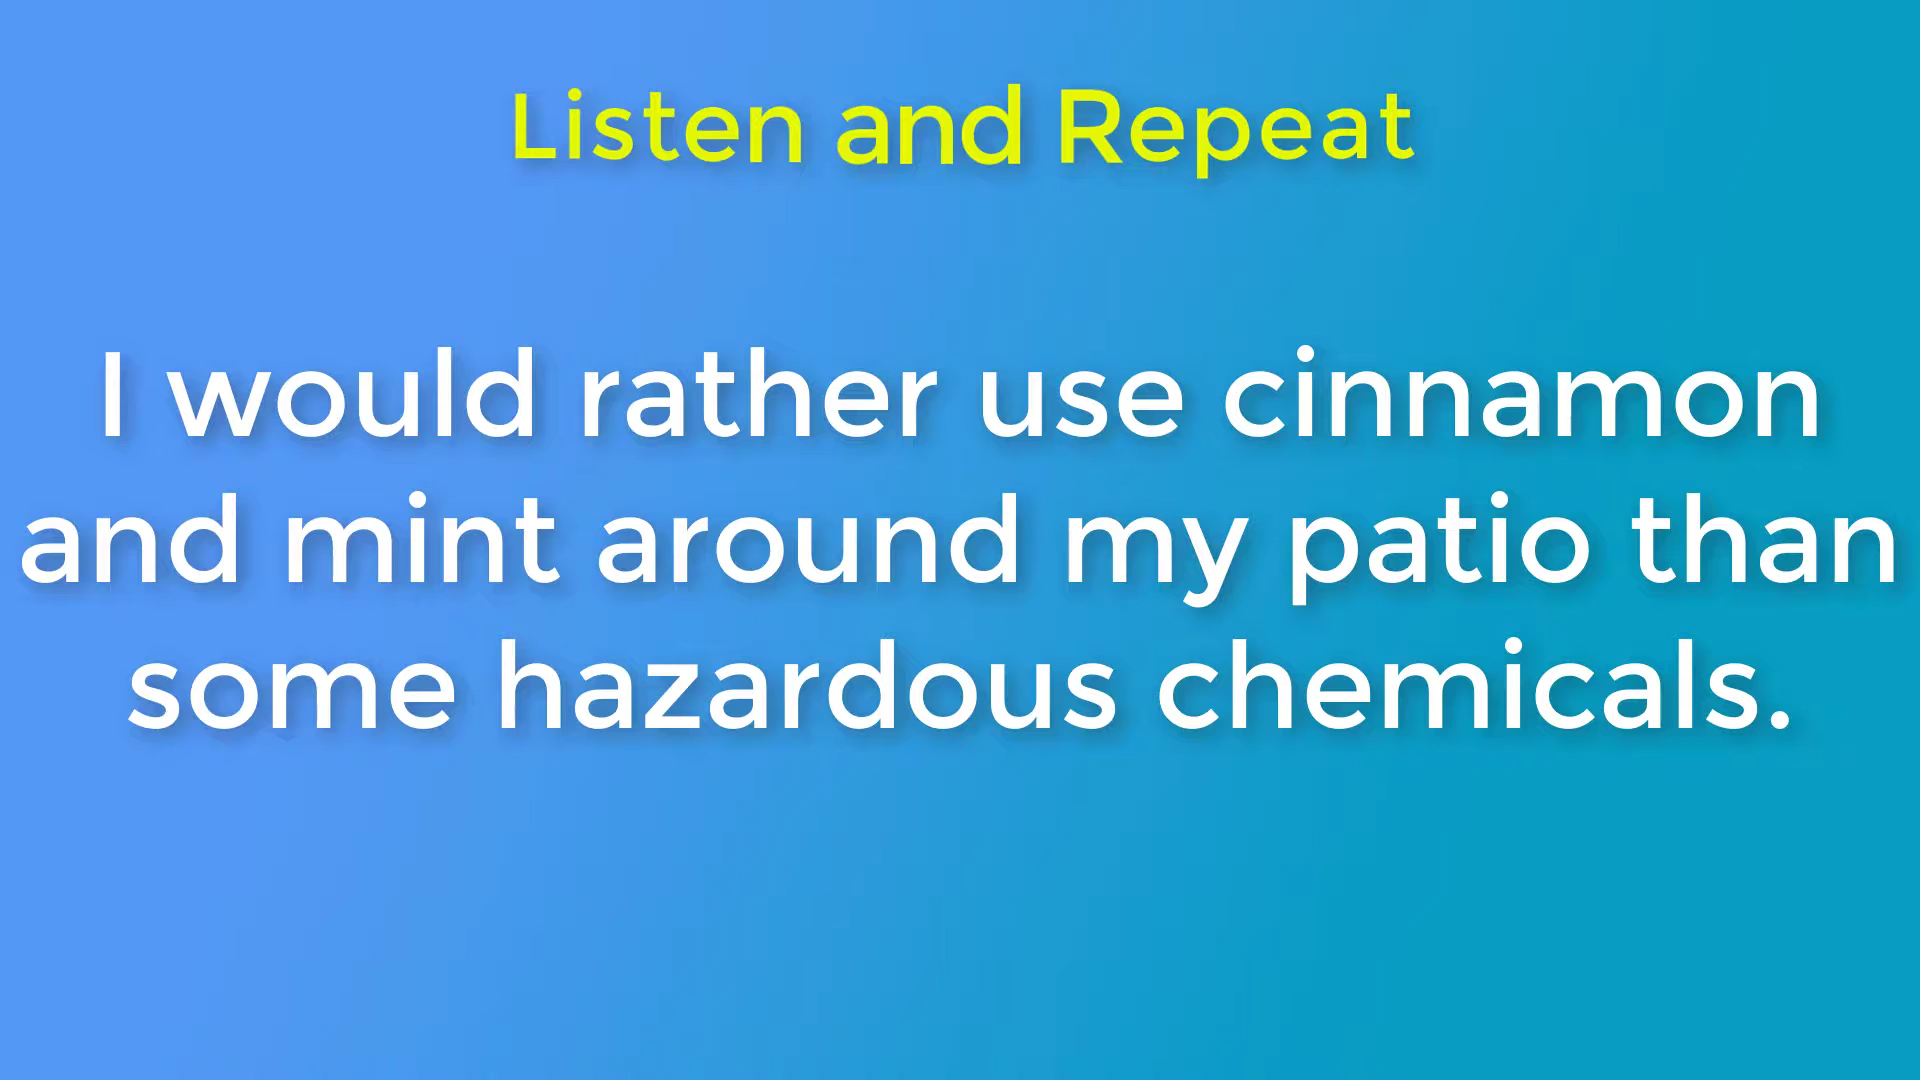 Listen and Repeat
I would rather use cinnamon
and mint around my patio than
some hazardous chemicals.